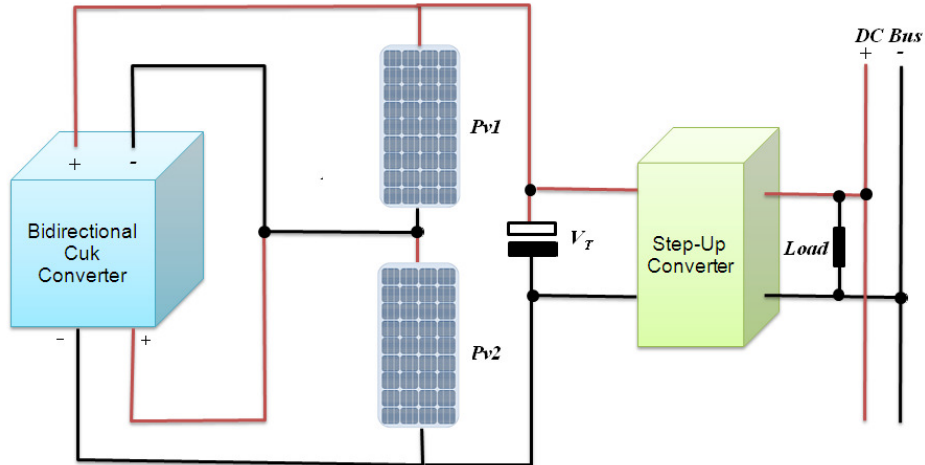 DC Bus
+ -
Pv1
+ -
Bidirectional
Cuk
Converter
V_T
Step-Up
Converter
Load
- +
Pv2